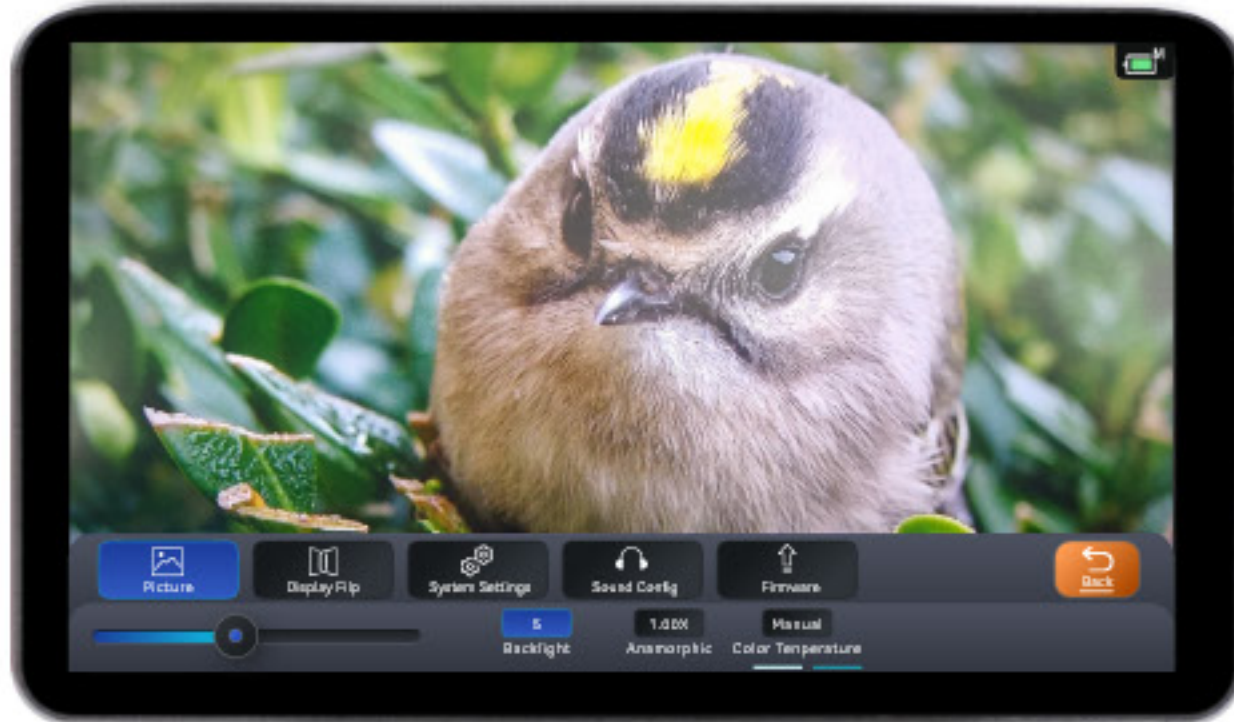 M
Picture
Display Flip
System Settings
Sound Config
Firmware
Back
5
1.00X
Manual
Backlight
Anamorphic
Color Temperature